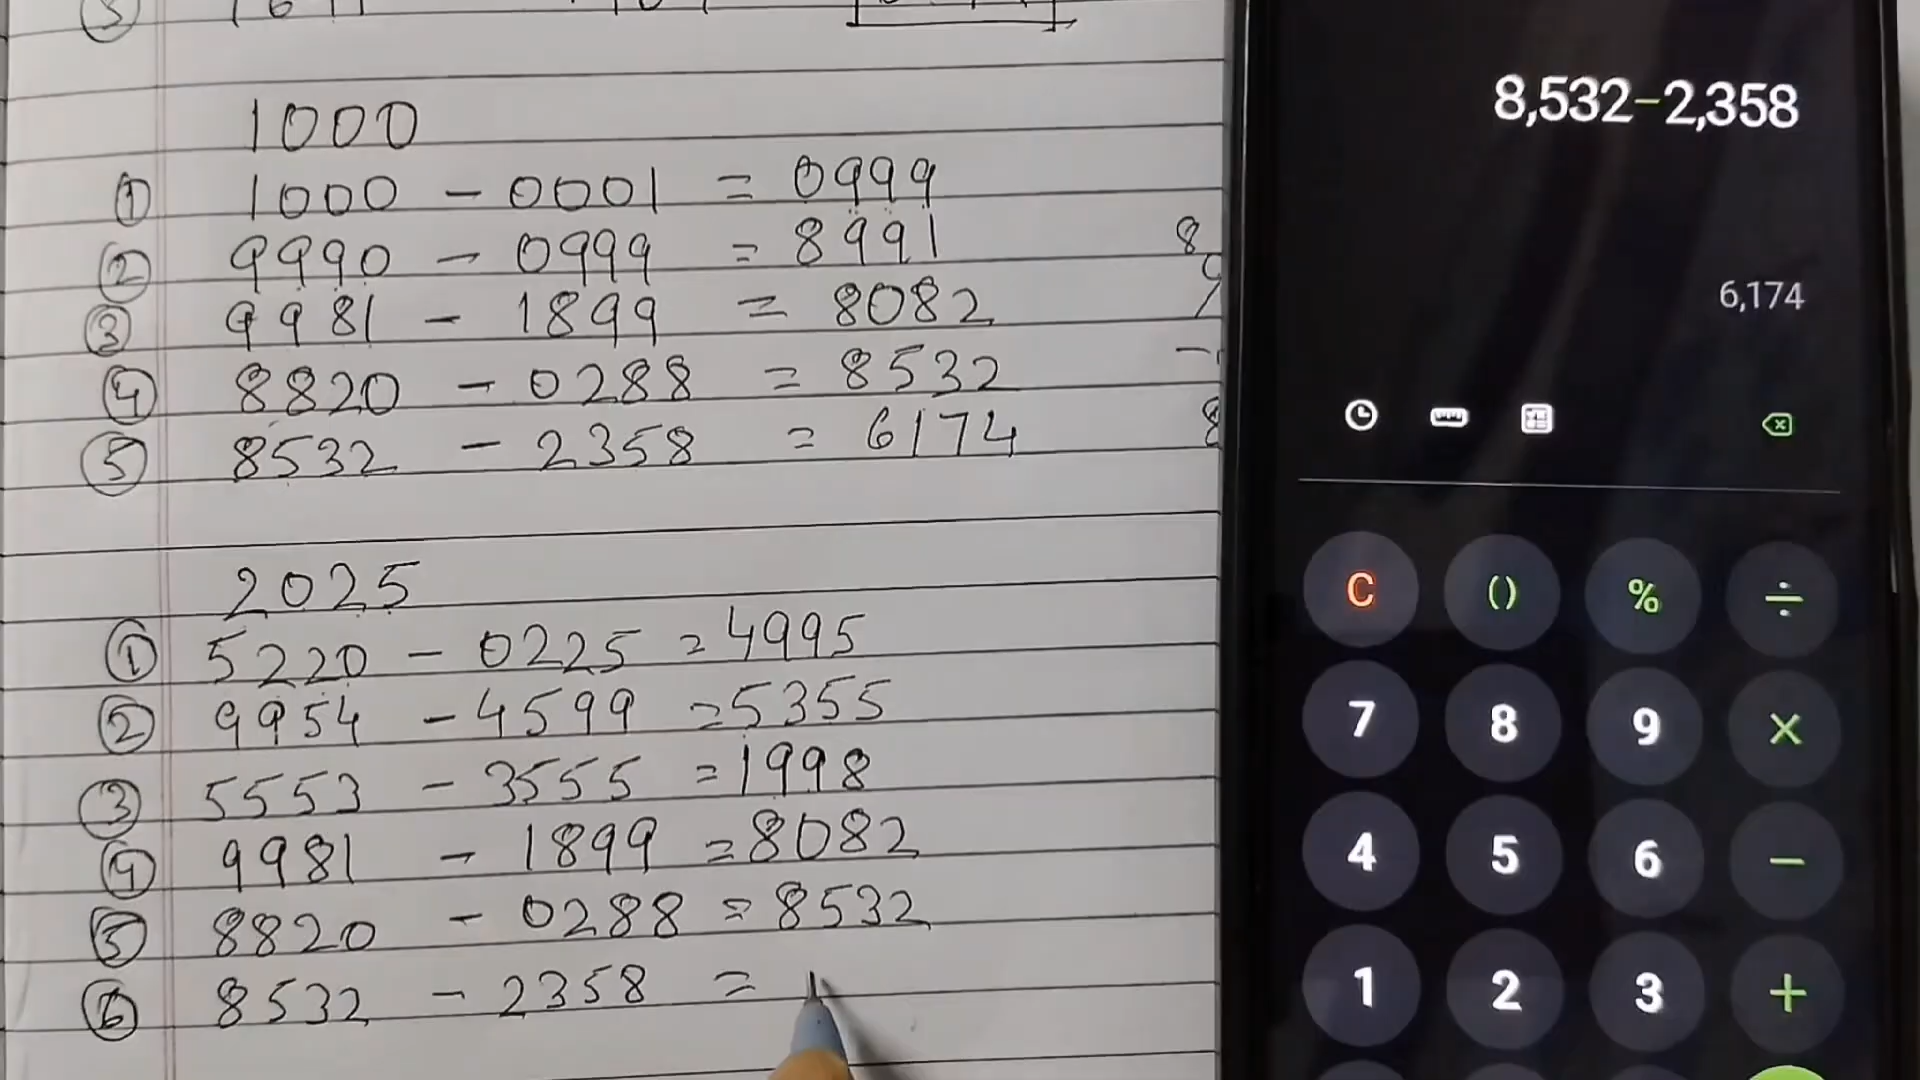 1000
① 1000 - 0001 = 0999
② 9990 - 0999 = 8991
③ 9981 - 1899 = 8082
④ 8820 - 0288 = 8532
⑤ 8532 - 2358 = 6174
2025
① 5220 - 0225 = 4995
② 9954 - 4599 = 5355
③ 5553 - 3555 = 1998
④ 9981 - 1899 = 8082
⑤ 8820 - 0288 = 8532
⑥ 8532 - 2358 =
8
8,532-2,358
6,174
C () % ÷
7 8 9 ×
4 5 6 −
1 2 3 +